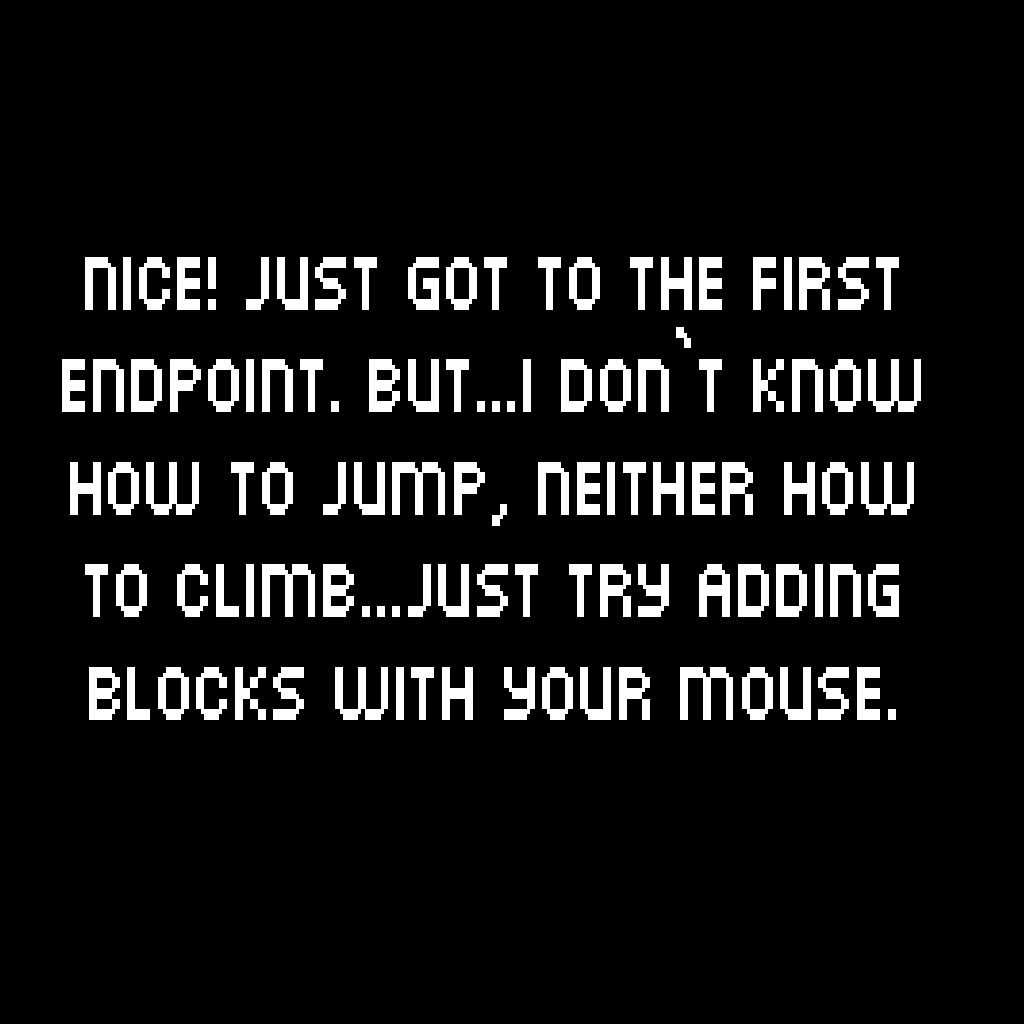 NICE! JUST GOT TO THE FIRST
ENDPOINT. BUT...I DON`T KNOW
HOW TO JUMP, NEITHER HOW
TO CLIMB...JUST TRY ADDING
BLOCKS WITH YOUR MOUSE.